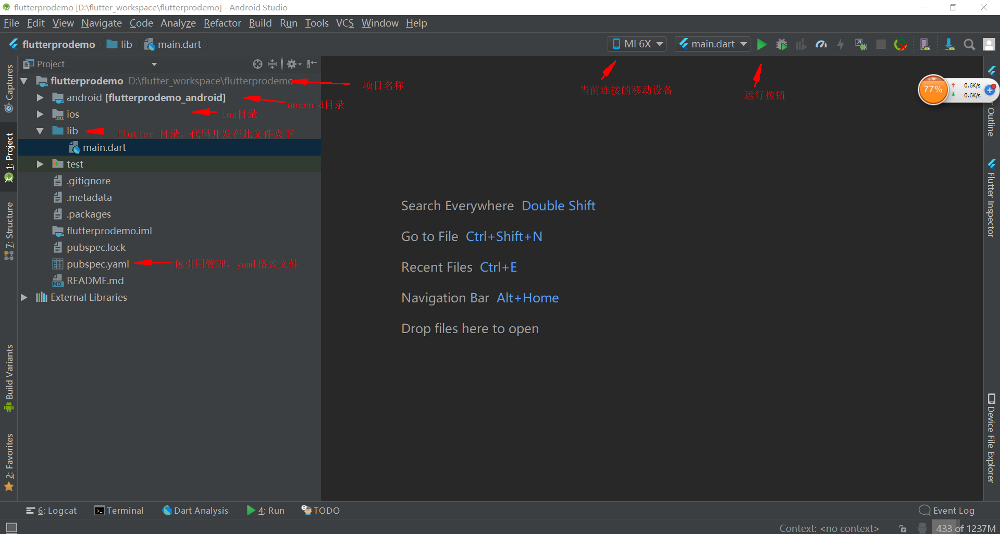 flutterprodemo [D:\flutter_workspace\flutterprodemo] - Android Studio
File Edit View Navigate Code Analyze Refactor Build Run Tools VCS Window Help
flutterprodemo lib main.dart MI 6X main.dart
Project
flutterprodemo D:\flutter_workspace\flutterprodemo
项目名称
当前连接的移动设备
运行按钮
77% 0.6K/s
0.6K/s
android [flutterprodemo_android]
android目录
ios
ios目录
lib
flutter 目录，代码开发在此文件夹下
main.dart
test
.gitignore
.metadata
.packages
flutterprodemo.iml
pubspec.lock
pubspec.yaml
包引用管理，yaml格式文件
README.md
MD
External Libraries
Search Everywhere Double Shift
Go to File Ctrl+Shift+N
Recent Files Ctrl+E
Navigation Bar Alt+Home
Drop files here to open
Captures
1: Project
7: Structure
Build Variants
2: Favorites
Outline
Flutter Inspector
Device File Explorer
6: Logcat Terminal Dart Analysis 4: Run TODO Event Log
Context: <no context> 433 of 1237M